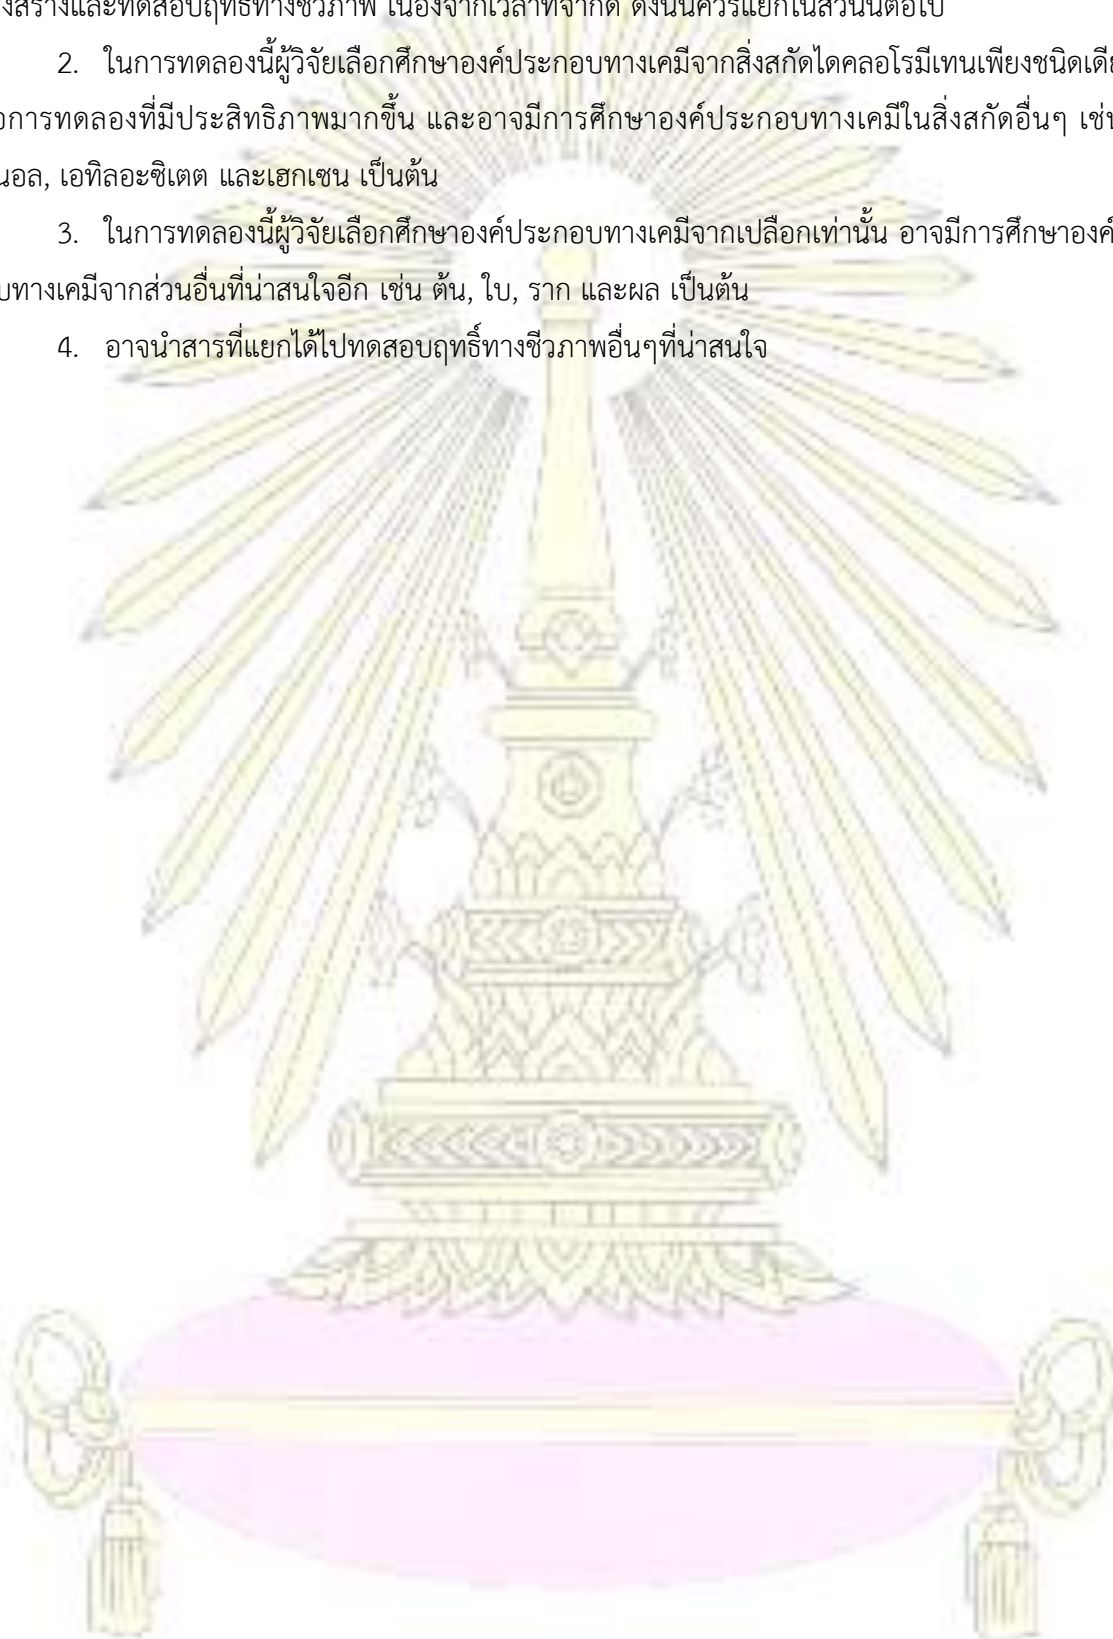 งสร้างและทดสอบฤทธิ์ทางชีวภาพ เนื่องจากเวลาที่จำกัด ดังนั้นควรแยกในส่วนนี้ต่อไป
2. ในการทดลองนี้ผู้วิจัยเลือกศึกษาองค์ประกอบทางเคมีจากสิ่งสกัดไดคลอโรมีเทนเพียงชนิดเดีย
อการทดลองที่มีประสิทธิภาพมากขึ้น และอาจมีการศึกษาองค์ประกอบทางเคมีในสิ่งสกัดอื่นๆ เช่น
นอล, เอทิลอะซิเตต และเฮกเซน เป็นต้น
3. ในการทดลองนี้ผู้วิจัยเลือกศึกษาองค์ประกอบทางเคมีจากเปลือกเท่านั้น อาจมีการศึกษาองค์
บทางเคมีจากส่วนอื่นที่น่าสนใจอีก เช่น ต้น, ใบ, ราก และผล เป็นต้น
4. อาจนำสารที่แยกได้ไปทดสอบฤทธิ์ทางชีวภาพอื่นๆที่น่าสนใจ